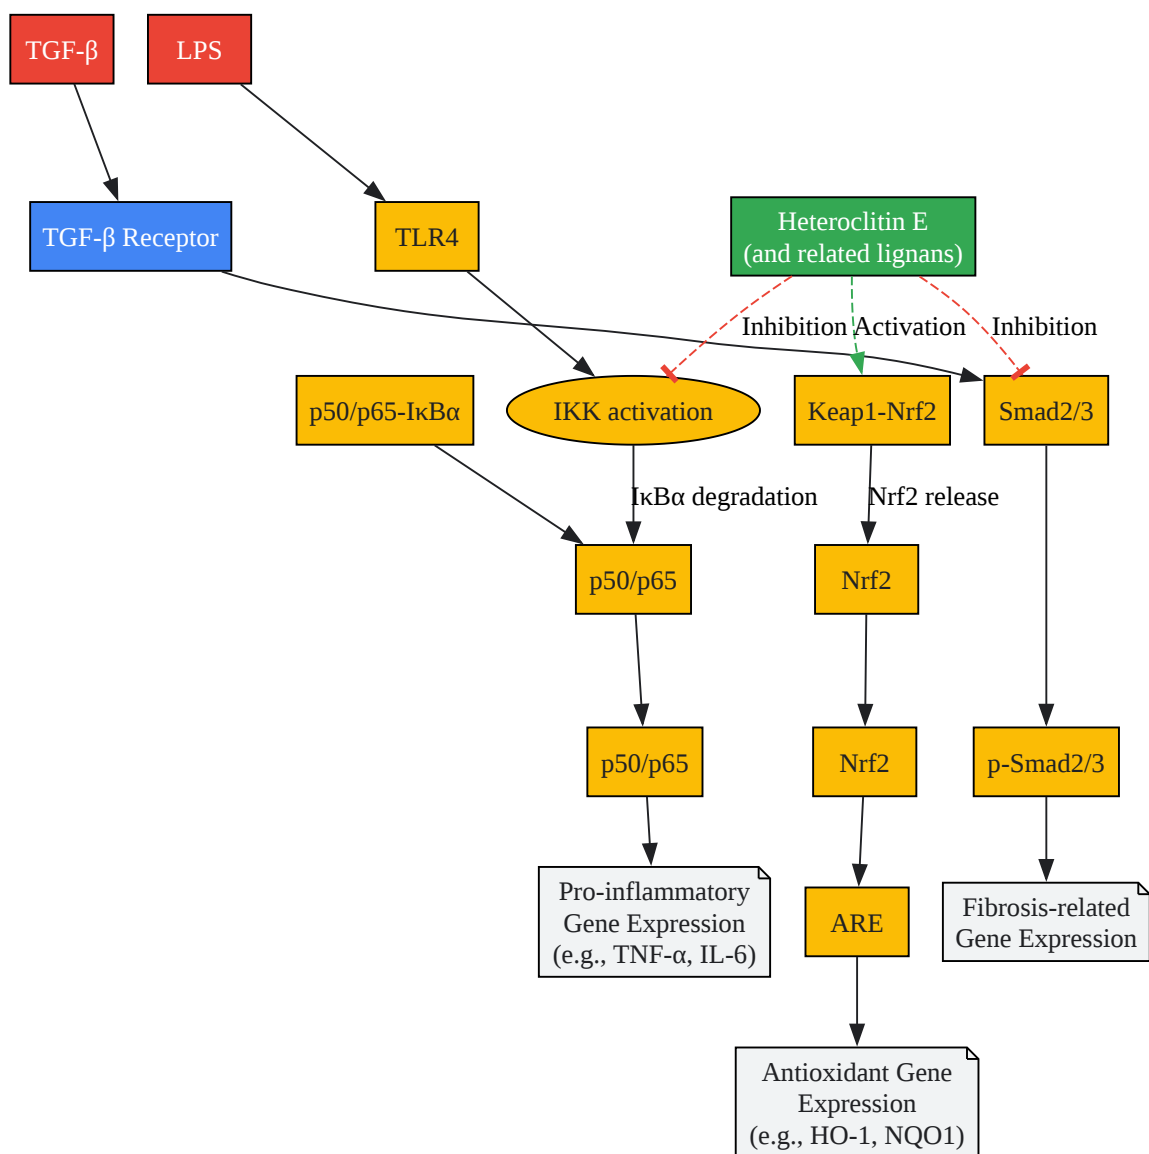 TGF-β
LPS
TGF-β Receptor
TLR4
Heteroclitin E
(and related lignans)
Inhibition
Activation
Inhibition
p50/p65-IκBα
IKK activation
Keap1-Nrf2
Smad2/3
IκBα degradation
Nrf2 release
p50/p65
Nrf2
p50/p65
Nrf2
p-Smad2/3
Pro-inflammatory
Gene Expression
(e.g., TNF-α, IL-6)
ARE
Fibrosis-related
Gene Expression
Antioxidant Gene
Expression
(e.g., HO-1, NQO1)